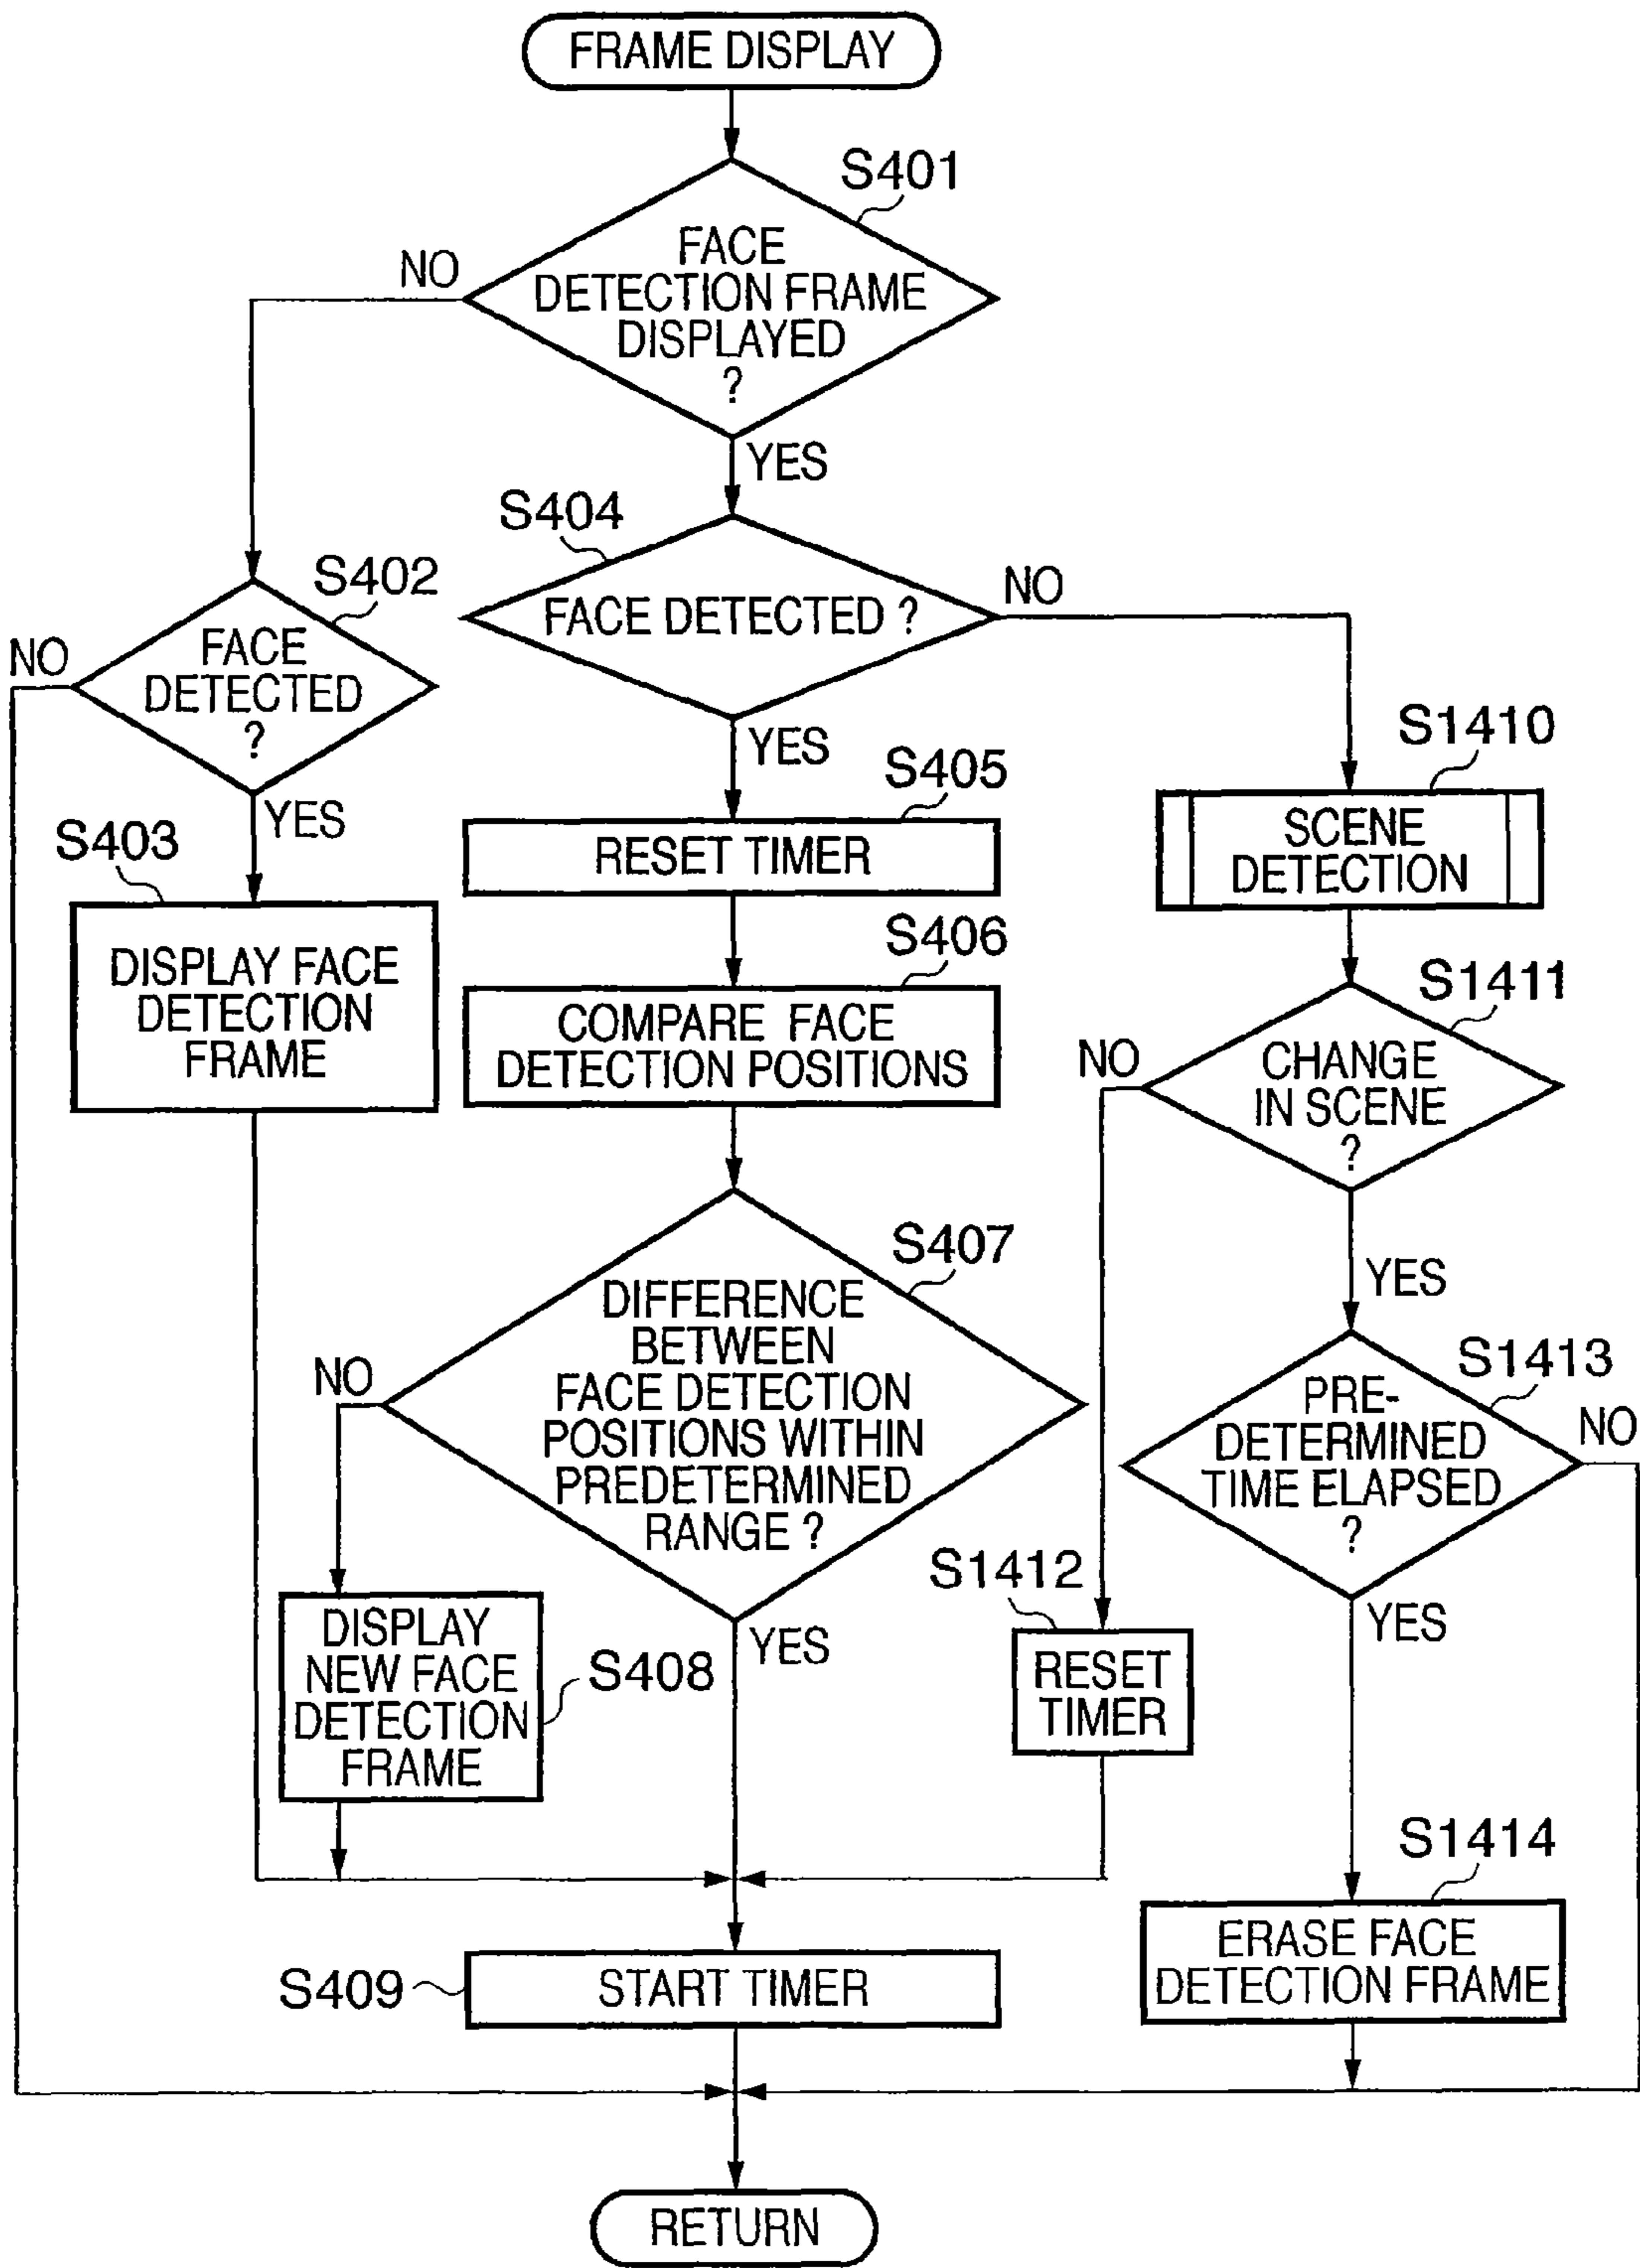 FRAME DISPLAY
S401
FACE
DETECTION FRAME
DISPLAYED
?
NO
YES
S404
FACE DETECTED ?
NO
YES
S402
FACE
DETECTED
?
NO
YES
S403
DISPLAY FACE
DETECTION
FRAME
S405
RESET TIMER
S406
COMPARE FACE
DETECTION POSITIONS
S407
DIFFERENCE
BETWEEN
FACE DETECTION
POSITIONS WITHIN
PREDETERMINED
RANGE ?
NO
YES
DISPLAY
NEW FACE
DETECTION
FRAME
S408
S1410
SCENE
DETECTION
S1411
CHANGE
IN SCENE
?
NO
YES
S1412
RESET
TIMER
S1413
PRE-
DETERMINED
TIME ELAPSED
?
NO
YES
S1414
ERASE FACE
DETECTION FRAME
S409
START TIMER
RETURN